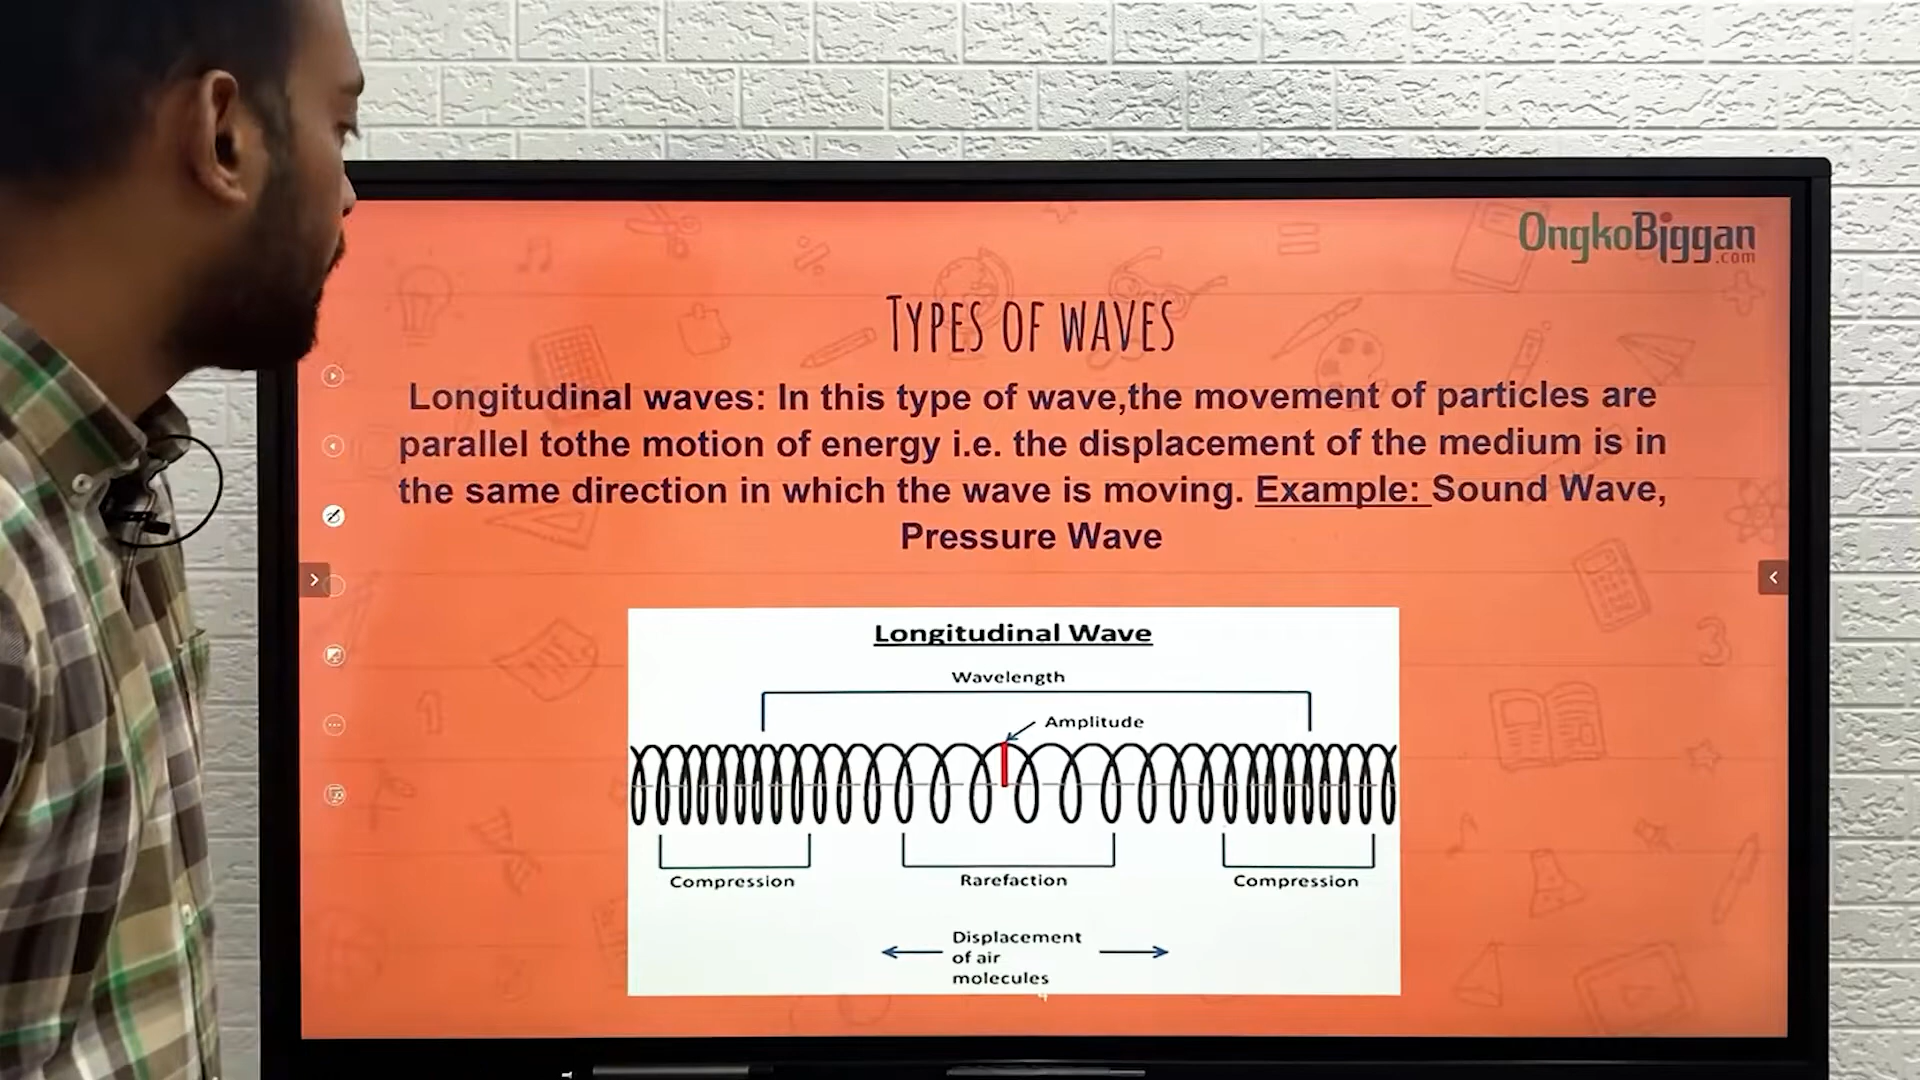 OngkoBiggan
.com
TYPES OF WAVES
Longitudinal waves: In this type of wave,the movement of particles are
parallel tothe motion of energy i.e. the displacement of the medium is in
the same direction in which the wave is moving. Example: Sound Wave,
Pressure Wave
Longitudinal Wave
Wavelength
Amplitude
Compression
Rarefaction
Compression
Displacement
of air
molecules
4